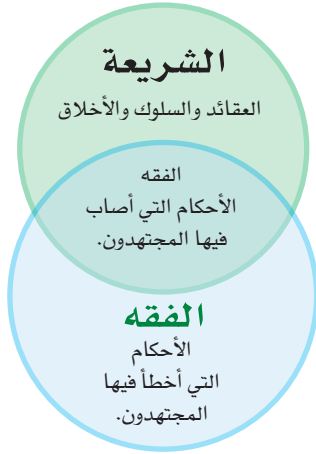 الشريعة
العقائد والسلوك والأخلاق
الفقه
الأحكام التي أصاب
فيها المجتهدون.
الفقه
الأحكام
التي أخطأ فيها
المجتهدون.